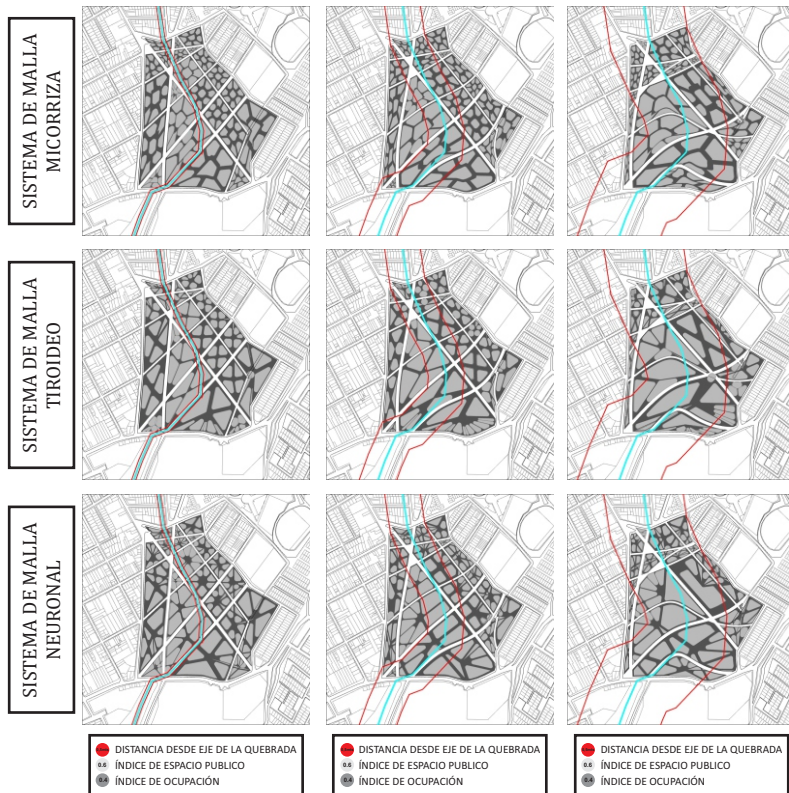 SISTEMA DE MALLA
MICORRIZA
SISTEMA DE MALLA
TIROIDEO
SISTEMA DE MALLA
NEURONAL
DISTANCIA DESDE EJE DE LA QUEBRADA
0.6 ÍNDICE DE ESPACIO PUBLICO
0.4 ÍNDICE DE OCUPACIÓN
DISTANCIA DESDE EJE DE LA QUEBRADA
0.6 ÍNDICE DE ESPACIO PUBLICO
0.4 ÍNDICE DE OCUPACIÓN
DISTANCIA DESDE EJE DE LA QUEBRADA
0.6 ÍNDICE DE ESPACIO PUBLICO
0.4 ÍNDICE DE OCUPACIÓN